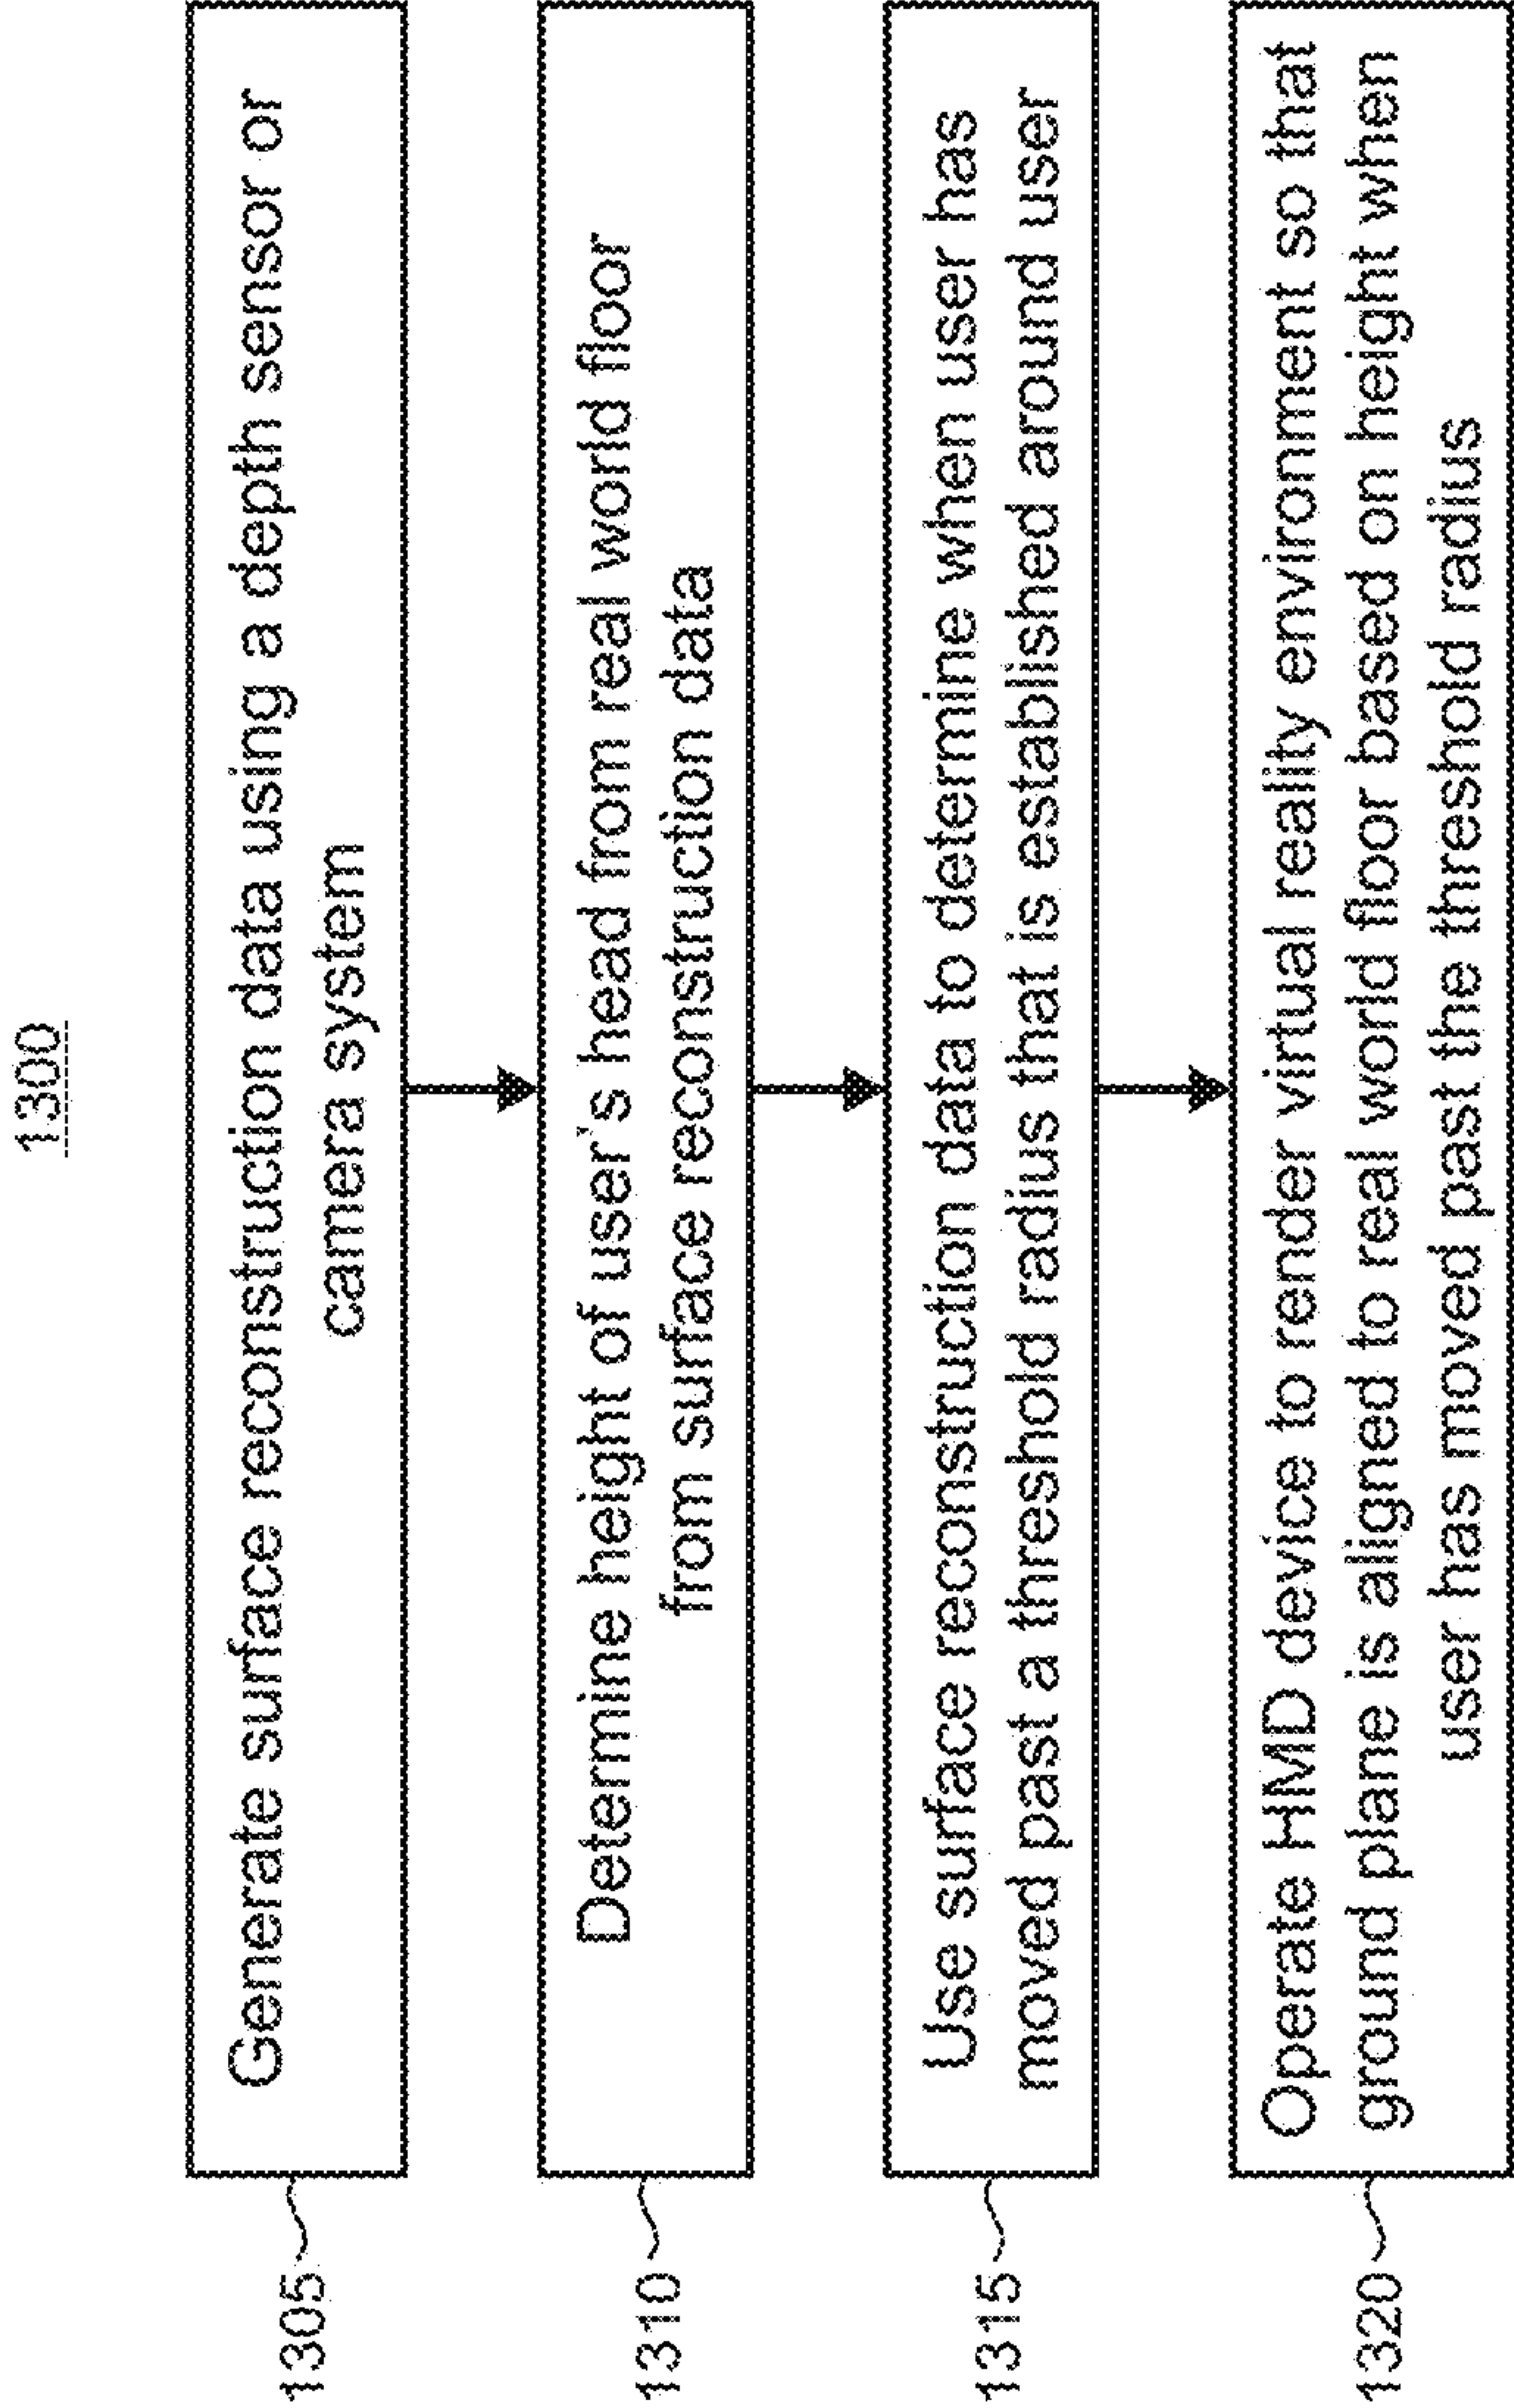 1300
1305
Generate surface reconstruction data using a depth sensor or
camera system
1310
Determine height of user's head from real world floor
from surface reconstruction data
1315
Use surface reconstruction data to determine when user has
moved past a threshold radius that is established around user
1320
Operate HMD device to render virtual reality environment so that
ground plane is aligned to real world floor based on height when
user has moved past the threshold radius